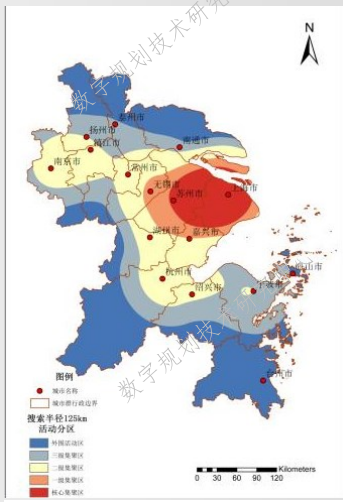 数字规划技术研究
N
泰州市
扬州市
镇江市
南通市
南京市
常州市
无锡市
苏州市
上海市
湖州市
嘉兴市
杭州市
绍兴市
宁波市
舟山市
台州市
数字规划技术研究
图例
城市名称
城市群行政边界
搜索半径125km
活动分区
外围活动区
三级集聚区
二级集聚区
一级集聚区
核心集聚区
Kilometers
0 15 30 60 90 120